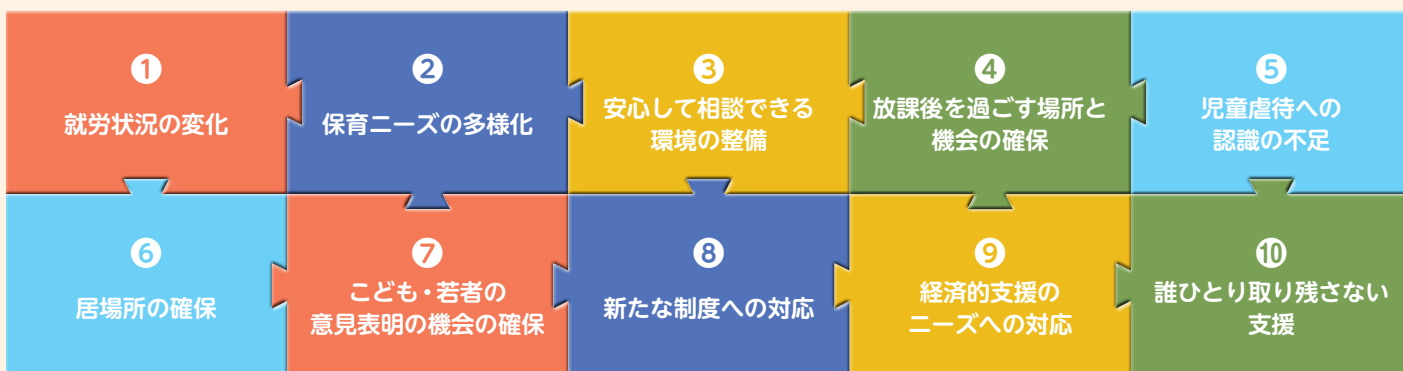 ❶
就労状況の変化
❷
保育ニーズの多様化
❸
安心して相談できる
環境の整備
❹
放課後を過ごす場所と
機会の確保
❺
児童虐待への
認識の不足
❻
居場所の確保
❼
こども・若者の
意見表明の機会の確保
❽
新たな制度への対応
❾
経済的支援の
ニーズへの対応
❿
誰ひとり取り残さない
支援